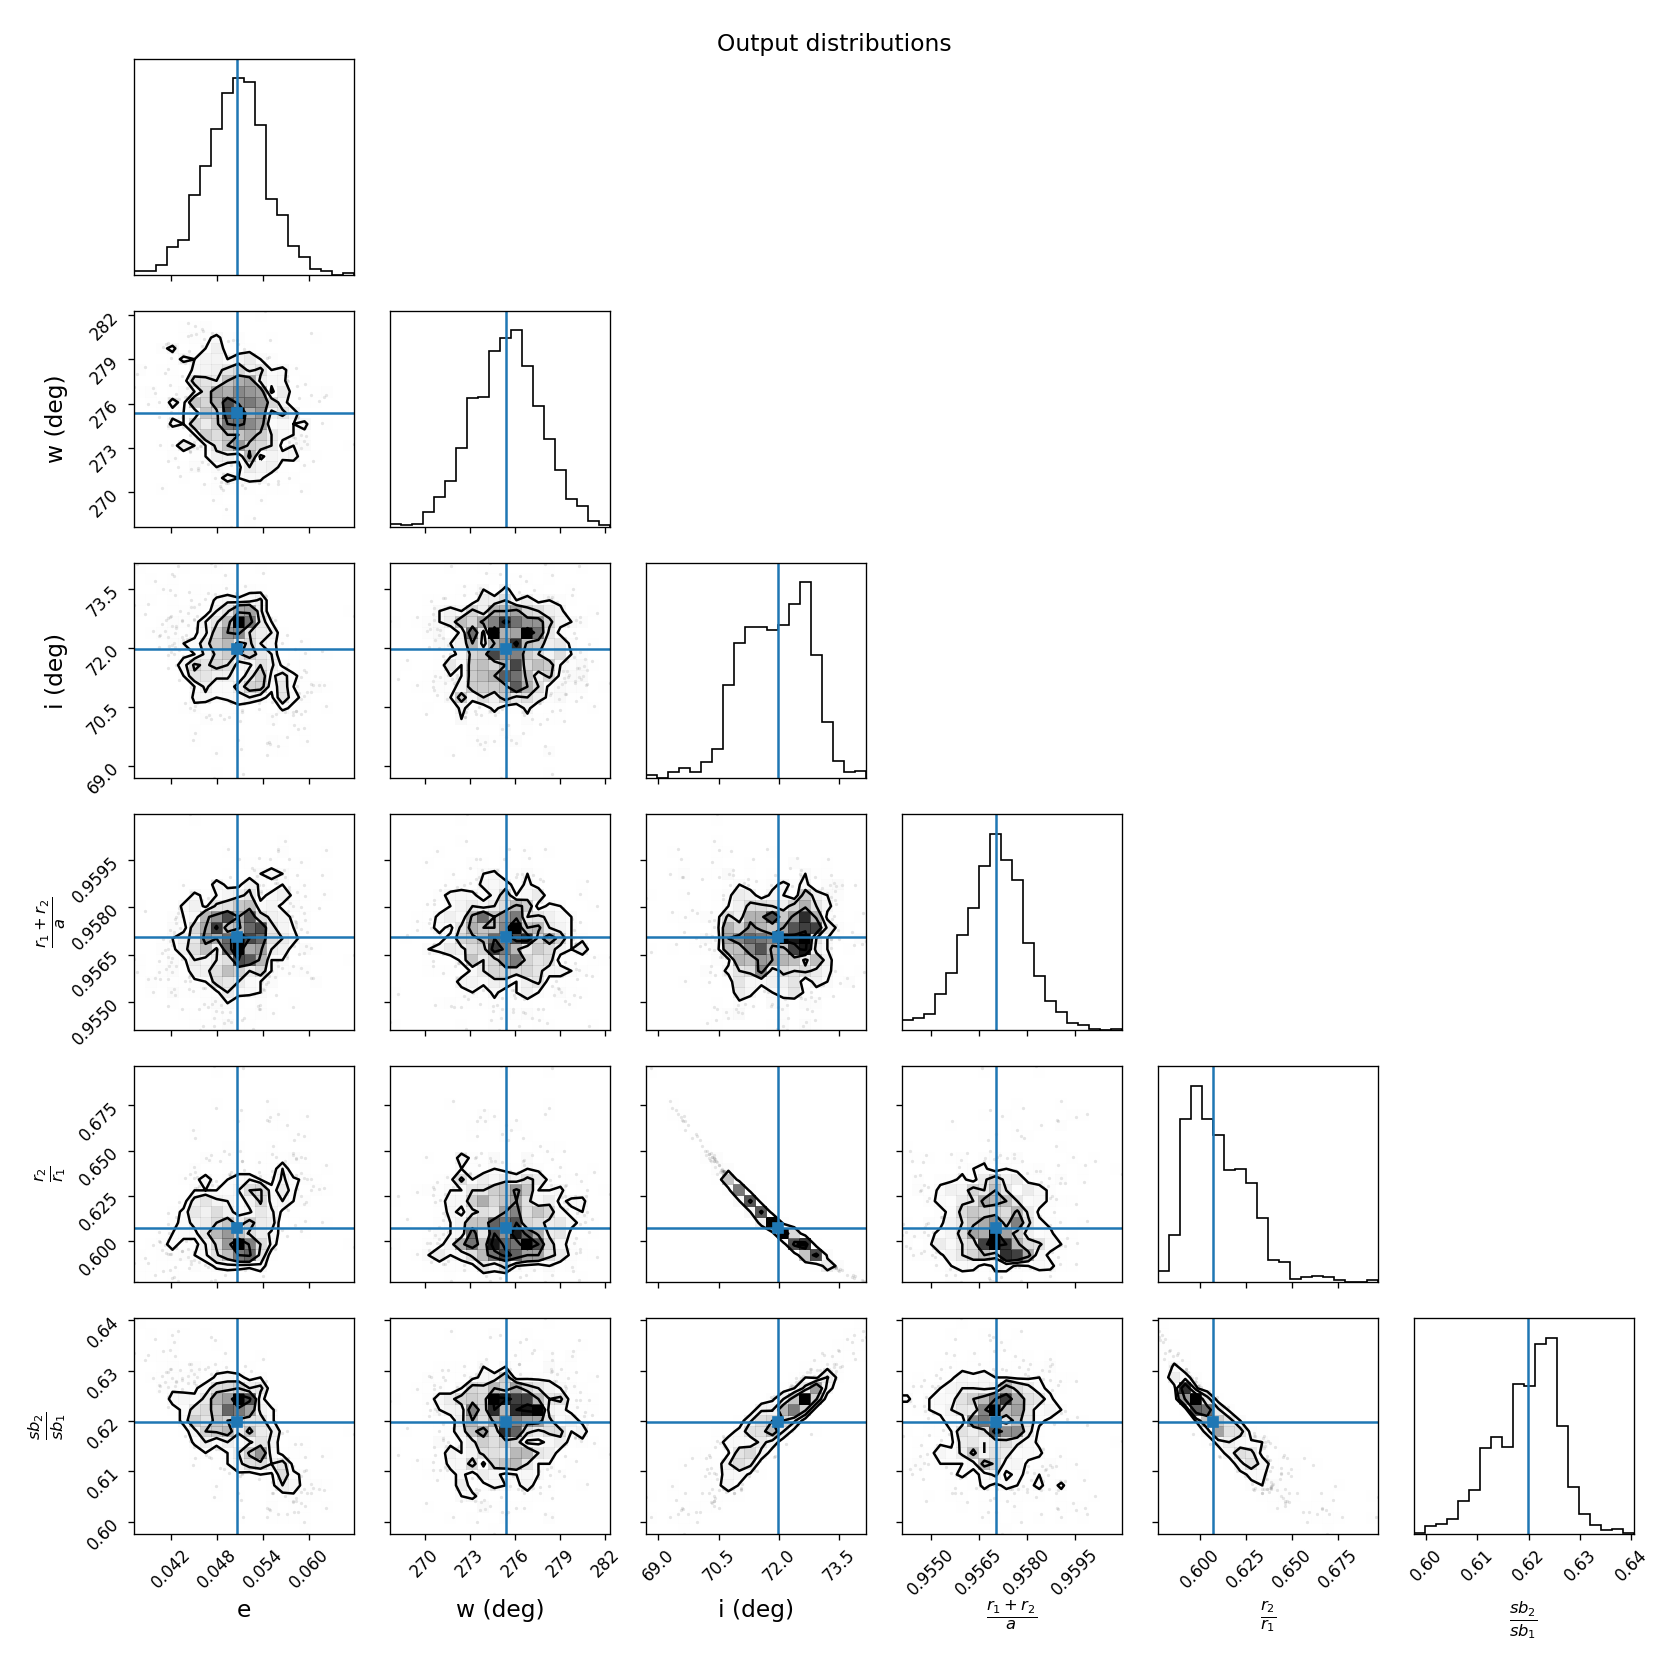 Output distributions
282
279
276
273
270
w (deg)
73.5
72.0
70.5
69.0
i (deg)
0.9595
0.9580
0.9565
0.9550
r₁ + r₂
a
0.675
0.650
0.625
0.600
r₂
r₁
0.64
0.63
0.62
0.61
0.60
sb₂
sb₁
0.042 0.048 0.054 0.060 270 273 276 279 282 69.0 70.5 72.0 73.5 0.9550 0.9565 0.9580 0.9595 0.600 0.625 0.650 0.675 0.60 0.61 0.62 0.63 0.64
e w (deg) i (deg) r₁ + r₂ r₂ sb₂
a r₁ sb₁